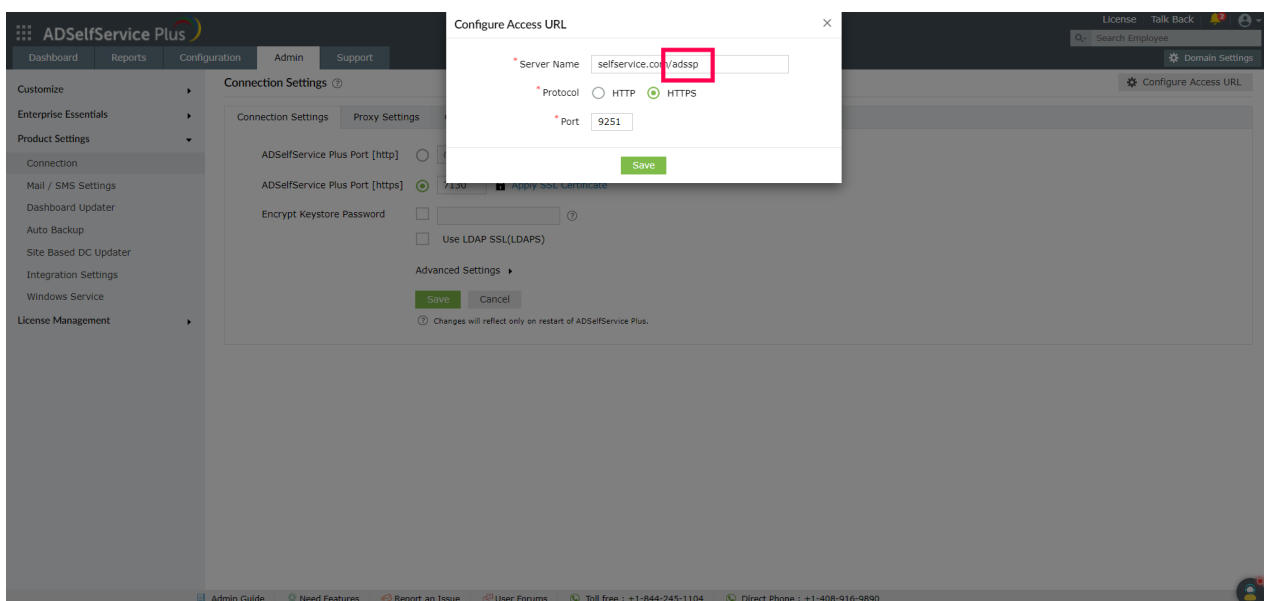 ADSelfService Plus
License Talk Back
Search Employee
Dashboard Reports Configuration Admin Support
Domain Settings
Configure Access URL
* Server Name selfservice.com/adssp
* Protocol HTTP HTTPS
* Port 9251
Save
Customize
Enterprise Essentials
Product Settings
Connection
Mail / SMS Settings
Dashboard Updater
Auto Backup
Site Based DC Updater
Integration Settings
Windows Service
License Management
Connection Settings
Configure Access URL
Connection Settings Proxy Settings
ADSelfService Plus Port [http]
ADSelfService Plus Port [https] 7130 Apply SSL Certificate
Encrypt Keystore Password
Use LDAP SSL(LDAPS)
Advanced Settings
Save Cancel
Changes will reflect only on restart of ADSelfService Plus.
Admin Guide Need Features Report an Issue User Forums Toll free : +1-844-245-1104 Direct Phone : +1-408-916-9890